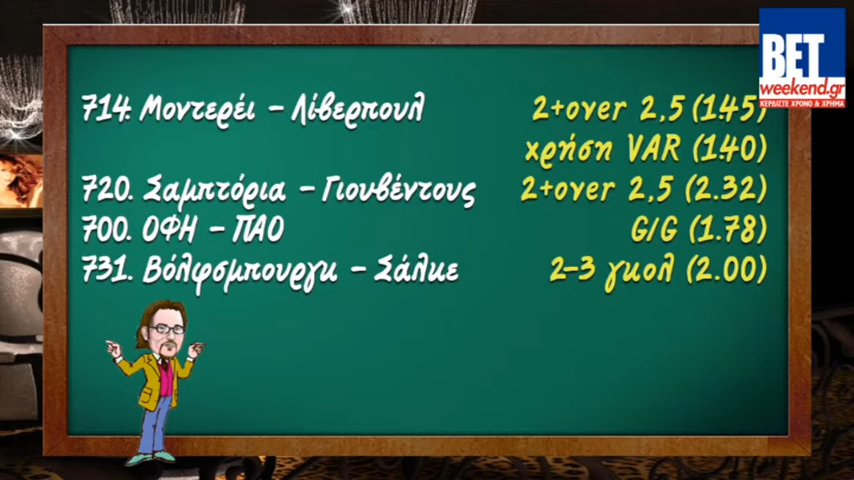 BET
weekend.gr
ΚΕΡΔΙΣΤΕ ΧΡΟΝΟ & ΧΡΗΜΑ
714. Μοντερέι - Λίβερπουλ 2+over 2,5 (1.45)
χρήση VAR (1.40)
720. Σαμπτόρια - Γιουβέντους 2+over 2,5 (2.32)
700. ΟΦΗ - ΠΑΟ G/G (1.78)
731. Βόλφσμπουργκ - Σάλκε 2-3 γκολ (2.00)